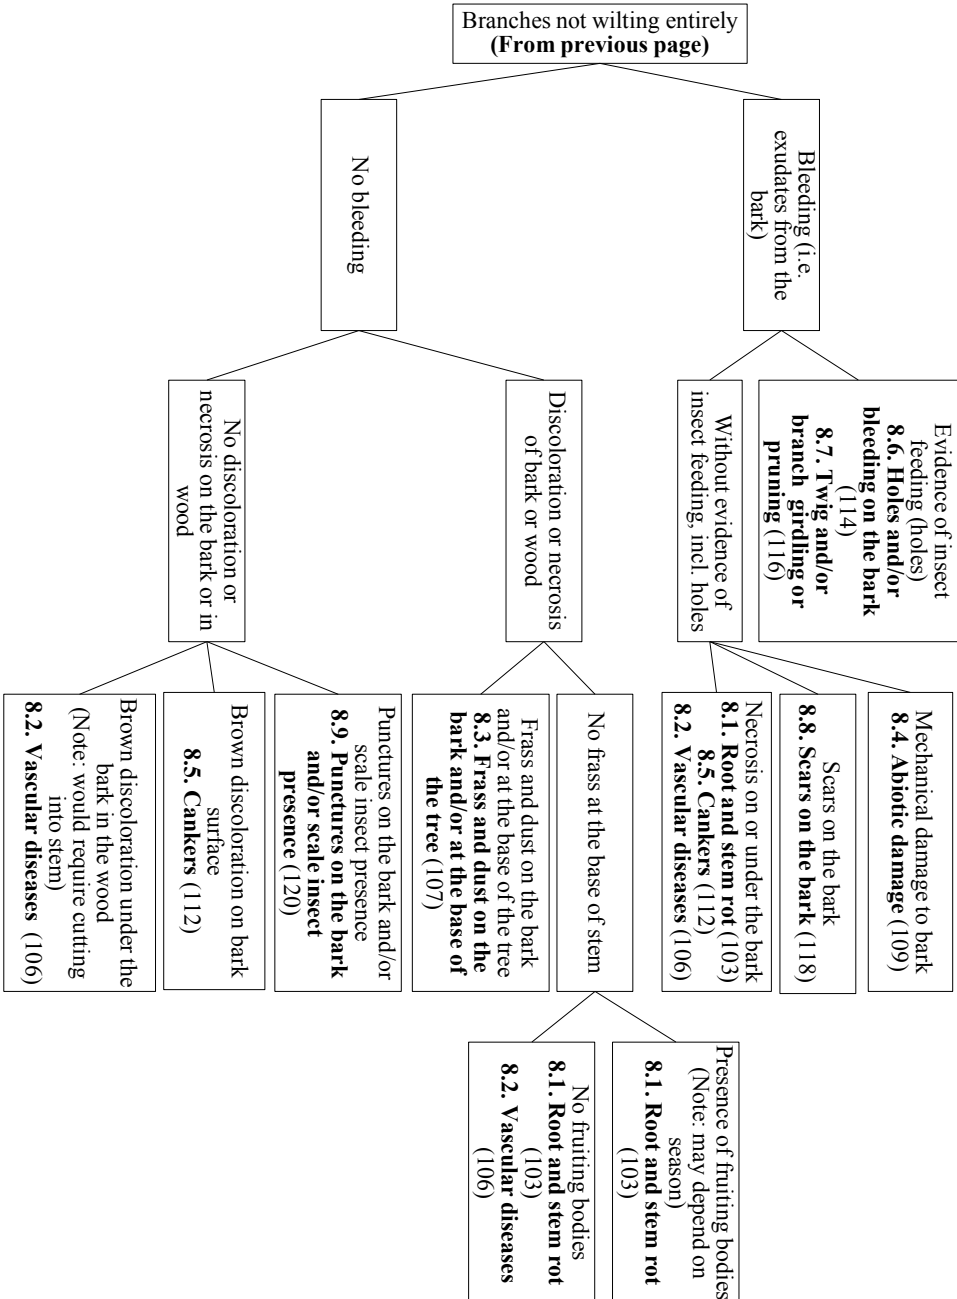 Branches not wilting entirely
(From previous page)
Bleeding (i.e.
exudates from the
bark)
No bleeding
Evidence of insect
feeding (holes)
8.6. Holes and/or
bleeding on the bark
(114)
8.7. Twig and/or
branch girdling or
pruning (116)
Without evidence of
insect feeding, incl. holes
Discoloration or necrosis
of bark or wood
No discoloration or
necrosis on the bark or in
wood
Mechanical damage to bark
8.4. Abiotic damage (109)
Scars on the bark
8.8. Scars on the bark (118)
Necrosis on or under the bark
8.1. Root and stem rot (103)
8.5. Cankers (112)
8.2. Vascular diseases (106)
No frass at the base of stem
Frass and dust on the bark
and/or at the base of the tree
8.3. Frass and dust on the
bark and/or at the base of
the tree (107)
Punctures on the bark and/or
scale insect presence
8.9. Punctures on the bark
and/or scale insect
presence (120)
Brown discoloration on bark
surface
8.5. Cankers (112)
Brown discoloration under the
bark in the wood
(Note: would require cutting
into stem)
8.2. Vascular diseases (106)
Presence of fruiting bodies
(Note: may depend on
season)
8.1. Root and stem rot
(103)
No fruiting bodies
8.1. Root and stem rot
(103)
8.2. Vascular diseases
(106)